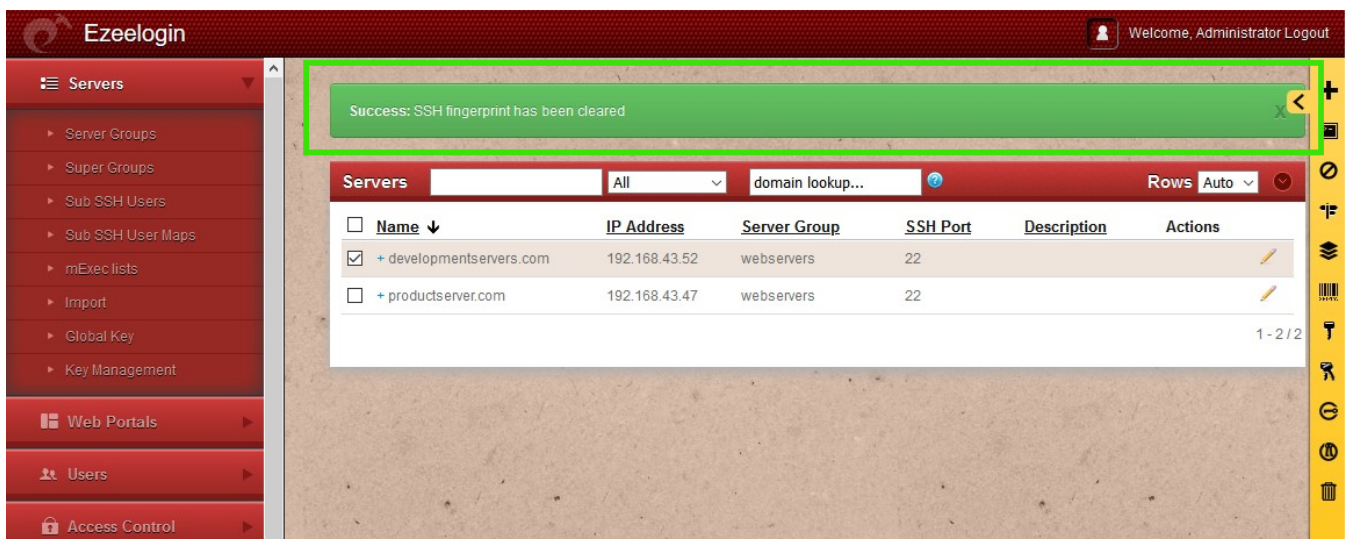 Ezeelogin
Welcome, Administrator Logout
Servers
Server Groups
Super Groups
Sub SSH Users
Sub SSH User Maps
mExec lists
Import
Global Key
Key Management
Web Portals
Users
Access Control
Success: SSH fingerprint has been cleared
X
Servers All domain lookup... ? Rows Auto
Name IP Address Server Group SSH Port Description Actions
+ developmentservers.com 192.168.43.52 webservers 22
+ productserver.com 192.168.43.47 webservers 22
1 - 2 / 2